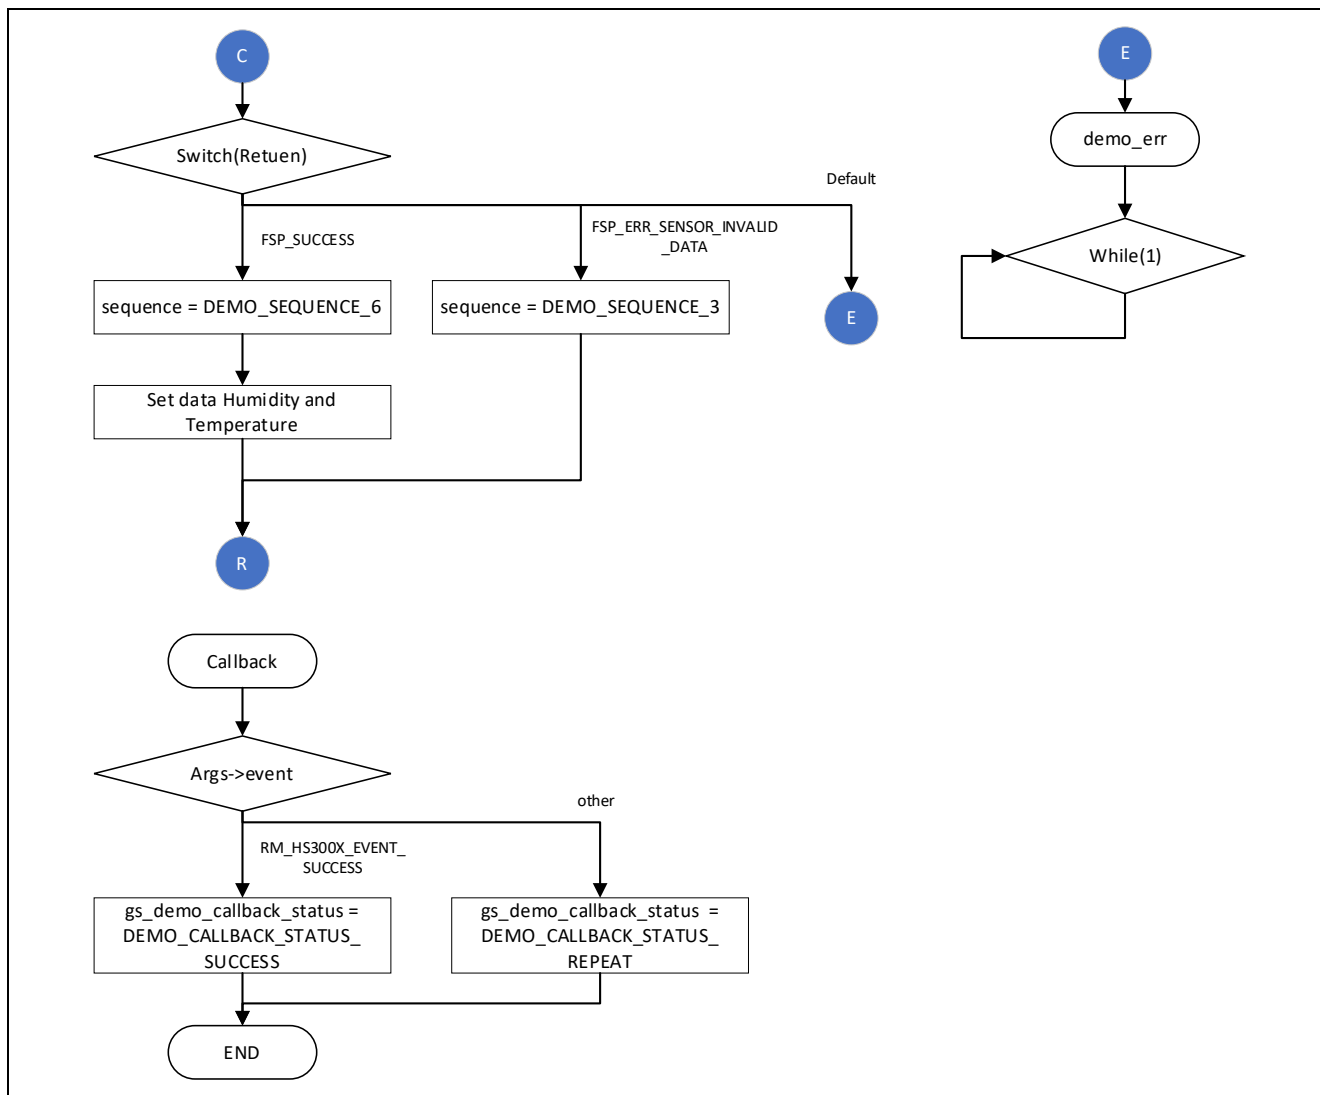 C
E
Switch(Retuen)
demo_err
Default
FSP_SUCCESS
FSP_ERR_SENSOR_INVALID
_DATA
While(1)
sequence = DEMO_SEQUENCE_6
sequence = DEMO_SEQUENCE_3
E
Set data Humidity and
Temperature
R
Callback
Args->event
other
RM_HS300X_EVENT_
SUCCESS
gs_demo_callback_status =
DEMO_CALLBACK_STATUS_
SUCCESS
gs_demo_callback_status =
DEMO_CALLBACK_STATUS_
REPEAT
END